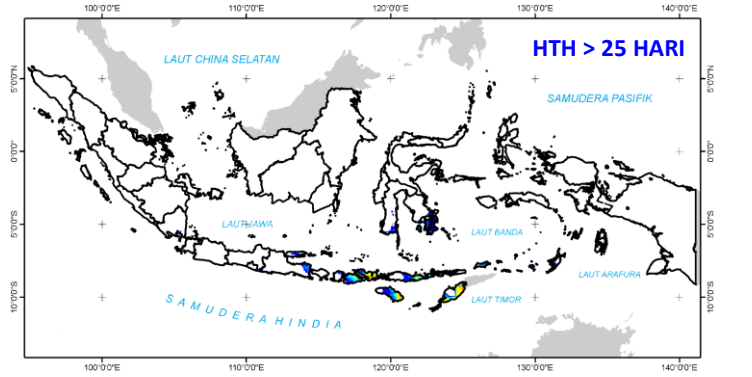 100°0'0"E 110°0'0"E 120°0'0"E 130°0'0"E 140°0'0"E
HTH > 25 HARI
LAUT CHINA SELATAN
5°0'0"N 5°0'0"N
SAMUDERA PASIFIK
0°0'0" 0°0'0"
LAUT JAWA
LAUT BANDA
5°0'0"S 5°0'0"S
LAUT ARAFURA
LAUT TIMOR
10°0'0"S 10°0'0"S
SAMUDERA HINDIA
100°0'0"E 110°0'0"E 120°0'0"E 130°0'0"E 140°0'0"E